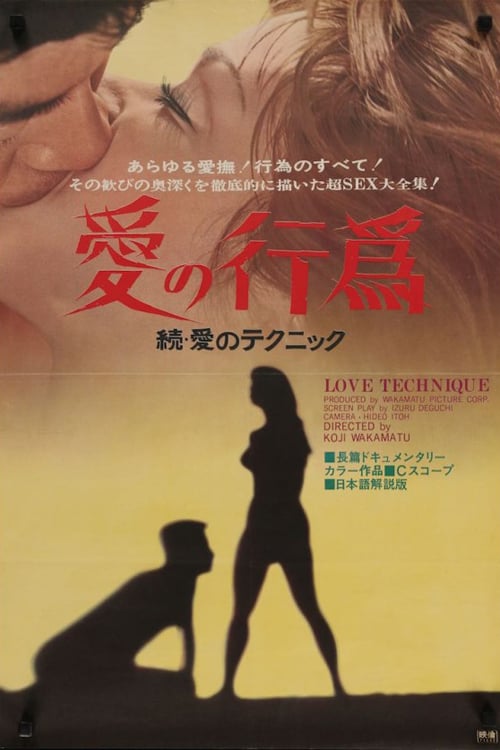 あらゆる愛撫！行為のすべて！
その歓びの奥深くを徹底的に描いた超SEX大全集！
愛の行爲
続・愛のテクニック
LOVE TECHNIQUE
PRODUCED by WAKAMATU PICTURE CORP.
SCREEN PLAY by IZURU DEGUCHI
CAMERA・HIDEO ITOH
DIRECTED by
KOJI WAKAMATU
■長篇ドキュメンタリー
カラー作品■Cスコープ
■日本語解説版
映倫